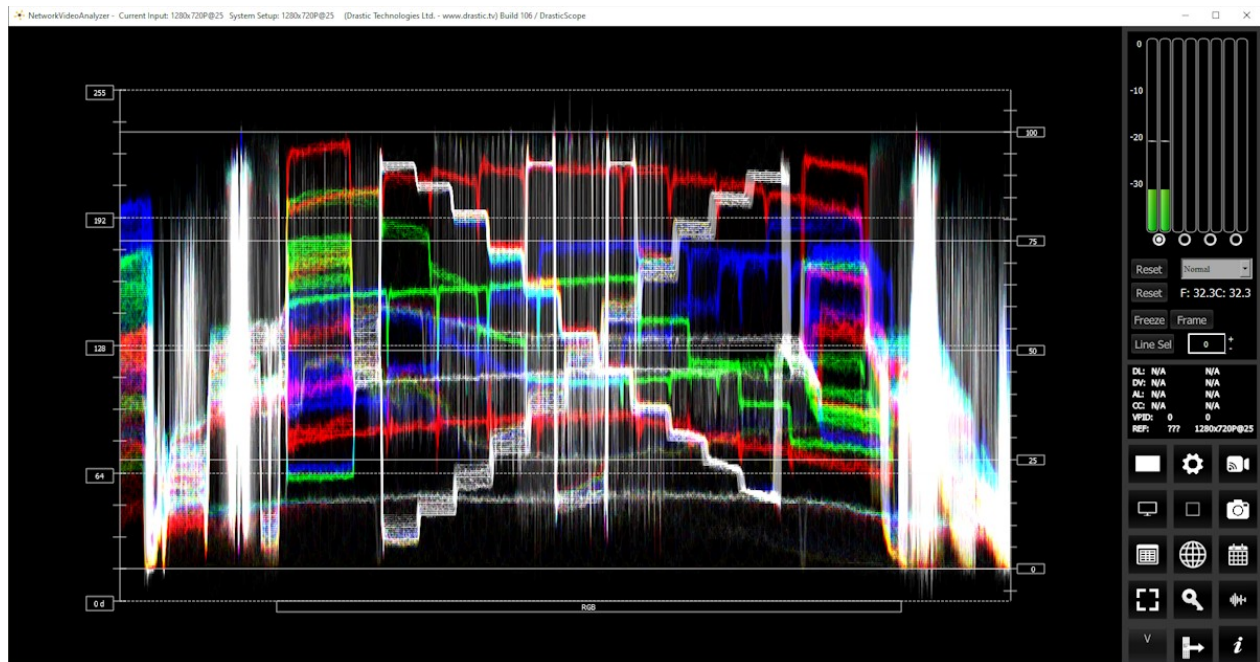 NetworkVideoAnalyzer - Current Input: 1280x720P@25 System Setup: 1280x720P@25 (Drastic Technologies Ltd. - www.drastic.tv) Build 106 / DrasticScope
255
192
128
64
0 d
100
75
50
25
0
RGB
0
-10
-20
-30
Reset Normal
Reset F: 32.3C: 32.3
Freeze Frame
Line Sel 0 + -
DL: N/A N/A
DV: N/A N/A
AL: N/A N/A
CC: N/A N/A
VPID: 0 0
REF: ??? 1280x720P@25
V
i